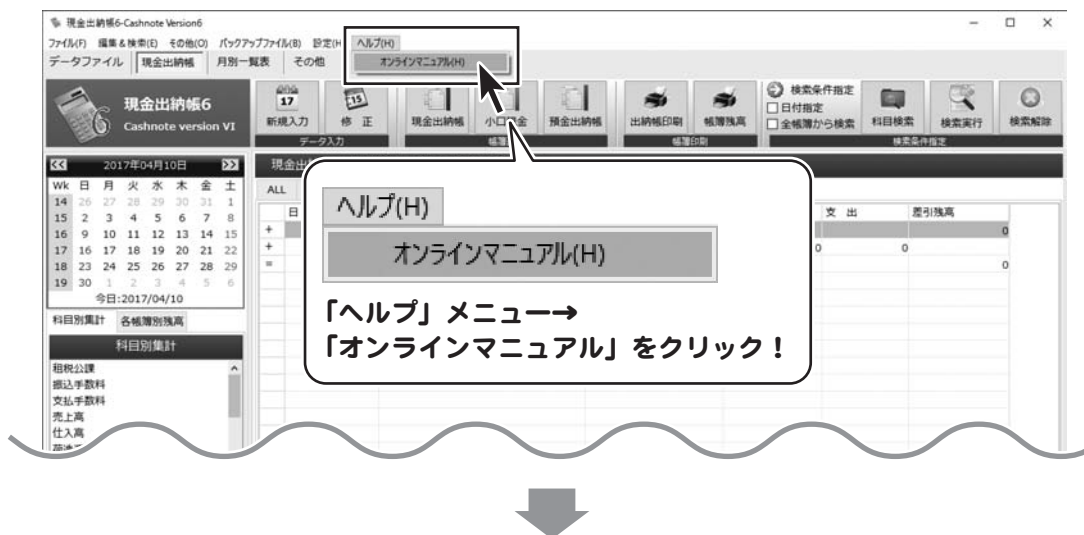 現金出納帳6-Cashnote Version6
ファイル(F) 編集&検索(E) その他(O) バックアップファイル(B) 設定(H ヘルプ(H)
オンラインマニュアル(H)
データファイル 現金出納帳 月別一覧表 その他
現金出納帳6
Cashnote version VI
17 新規入力
15 修 正
データ入力
現金出納帳 預金出納帳
出納帳印刷 帳簿残高
帳簿印刷
検索条件指定
日付指定
全帳簿から検索
科目検索 検索実行 検索解除
検索条件指定
2017年04月10日
Wk 日 月 火 水 木 金 土
14 26 27 28 29 30 31 1
15 2 3 4 5 6 7 8
16 9 10 11 12 13 14 15
17 16 17 18 19 20 21 22
18 23 24 25 26 27 28 29
19 30 1 2 3 4 5 6
今日:2017/04/10
科目別集計 各帳簿別残高
科目別集計
租税公課
振込手数料
支払手数料
売上高
仕入高
現金出
ALL
日 支 出 差引残高
+ 0
+ 0 0
= 0
ヘルプ(H)
オンラインマニュアル(H)
「ヘルプ」メニュー→
「オンラインマニュアル」をクリック!